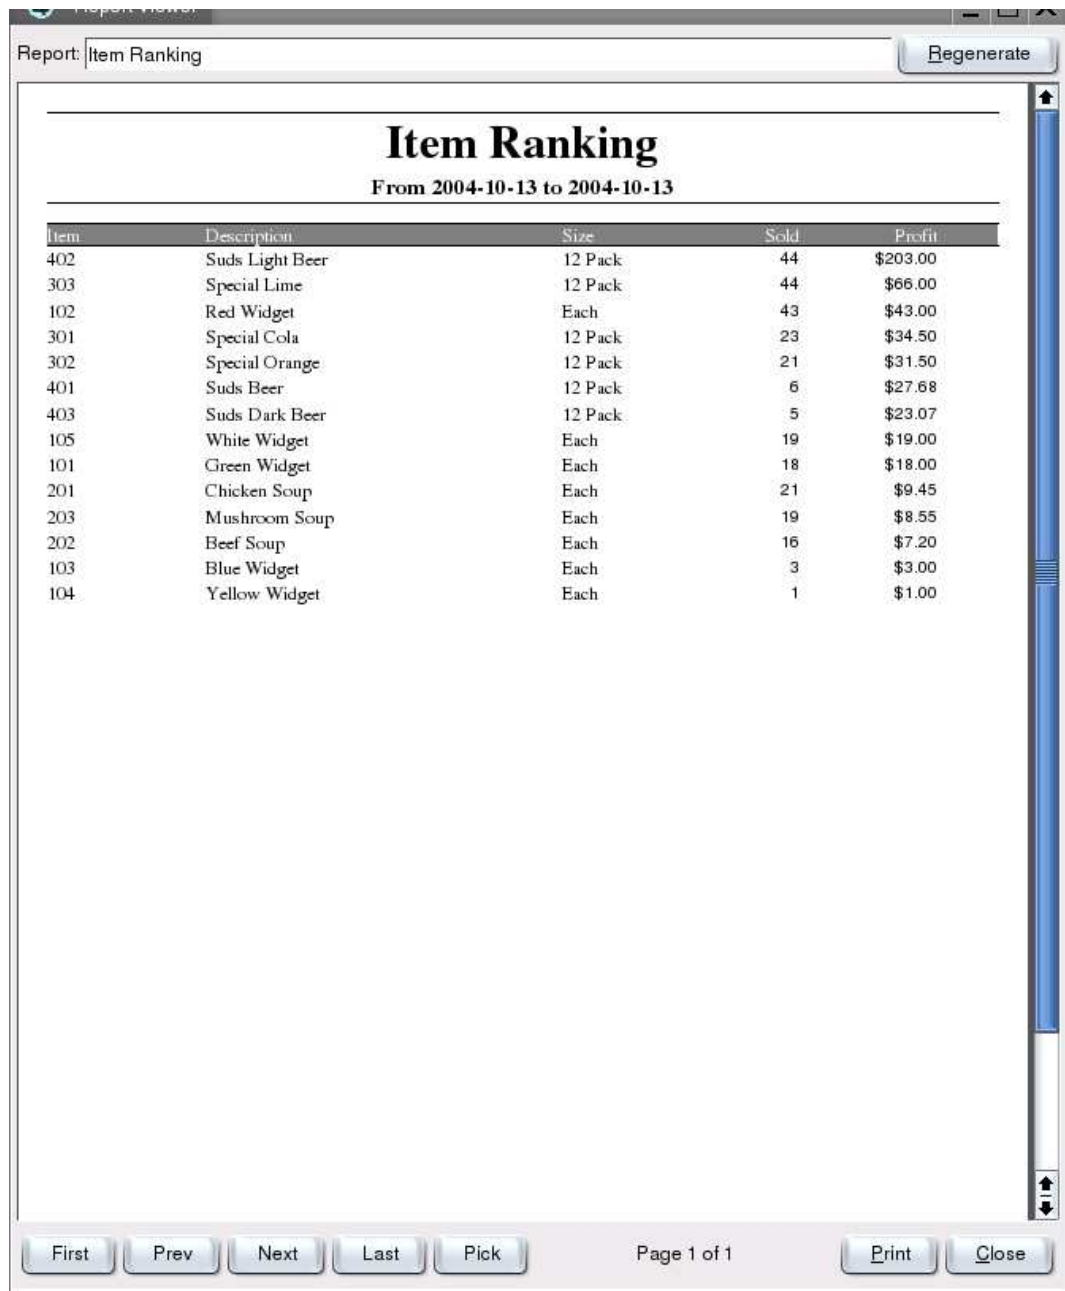 Report Viewer
Report: Item Ranking Regenerate
Item Ranking
From 2004-10-13 to 2004-10-13
Item Description Size Sold Profit
402 Suds Light Beer 12 Pack 44 $203.00
303 Special Lime 12 Pack 44 $66.00
102 Red Widget Each 43 $43.00
301 Special Cola 12 Pack 23 $34.50
302 Special Orange 12 Pack 21 $31.50
401 Suds Beer 12 Pack 6 $27.68
403 Suds Dark Beer 12 Pack 5 $23.07
105 White Widget Each 19 $19.00
101 Green Widget Each 18 $18.00
201 Chicken Soup Each 21 $9.45
203 Mushroom Soup Each 19 $8.55
202 Beef Soup Each 16 $7.20
103 Blue Widget Each 3 $3.00
104 Yellow Widget Each 1 $1.00
First Prev Next Last Pick Page 1 of 1 Print Close